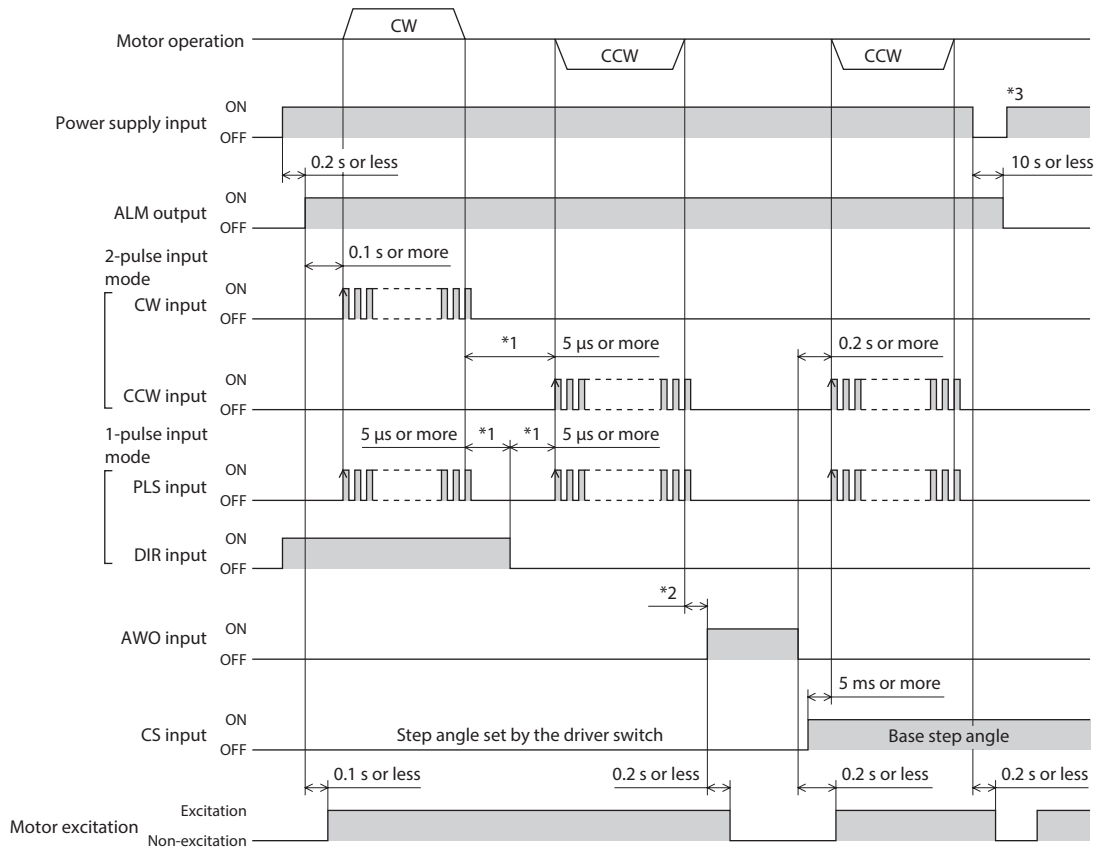 CW
Motor operation
CCW
CCW
*3
ON
Power supply input
OFF
0.2 s or less
10 s or less
ON
ALM output
OFF
2-pulse input
mode
0.1 s or more
ON
CW input
OFF
*1
5 µs or more
0.2 s or more
ON
CCW input
OFF
1-pulse input
mode
5 µs or more
*1
*1
5 µs or more
ON
PLS input
OFF
ON
DIR input
OFF
*2
ON
AWO input
OFF
5 ms or more
ON
CS input
OFF
Step angle set by the driver switch
Base step angle
0.1 s or less
0.2 s or less
0.2 s or less
0.2 s or less
Excitation
Motor excitation
Non-excitation